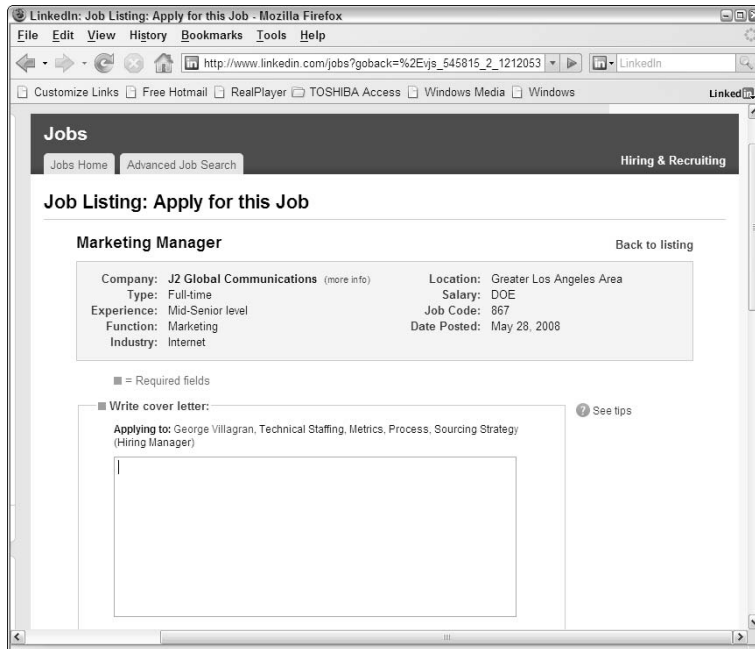 LinkedIn: Job Listing: Apply for this Job - Mozilla Firefox
File Edit View History Bookmarks Tools Help
http://www.linkedin.com/jobs?goback=%2Evjs_545815_2_1212053 LinkedIn
Customize Links Free Hotmail RealPlayer TOSHIBA Access Windows Media Windows Linked in
Jobs
Jobs Home Advanced Job Search Hiring & Recruiting
Job Listing: Apply for this Job
Marketing Manager Back to listing
Company: J2 Global Communications (more info) Location: Greater Los Angeles Area
Type: Full-time Salary: DOE
Experience: Mid-Senior level Job Code: 867
Function: Marketing Date Posted: May 28, 2008
Industry: Internet
= Required fields
Write cover letter: ? See tips
Applying to: George Villagran, Technical Staffing, Metrics, Process, Sourcing Strategy
(Hiring Manager)